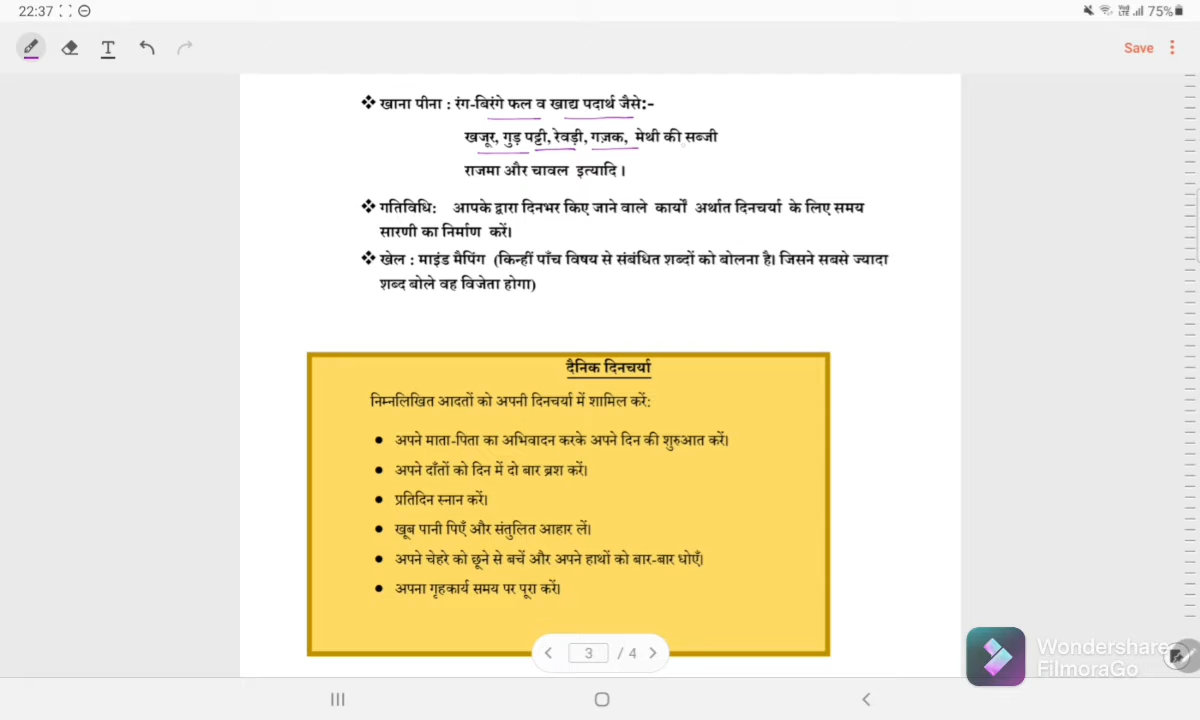 22:37
75%
Save
❖ खाना पीना : रंग-बिरंगे फल व खाद्य पदार्थ जैसे:-
खजूर, गुड़ पट्टी, रेवड़ी, गज़क, मेथी की सब्जी
राजमा और चावल इत्यादि ।
❖ गतिविधि: आपके द्वारा दिनभर किए जाने वाले कार्यों अर्थात दिनचर्या के लिए समय
सारणी का निर्माण करें।
❖ खेल : माइंड मैपिंग (किन्हीं पाँच विषय से संबंधित शब्दों को बोलना है। जिसने सबसे ज्यादा
शब्द बोले वह विजेता होगा)
दैनिक दिनचर्या
निम्नलिखित आदतों को अपनी दिनचर्या में शामिल करें:
● अपने माता-पिता का अभिवादन करके अपने दिन की शुरुआत करें।
● अपने दाँतों को दिन में दो बार ब्रश करें।
● प्रतिदिन स्नान करें।
● खूब पानी पिएँ और संतुलित आहार लें।
● अपने चेहरे को छूने से बचें और अपने हाथों को बार-बार धोएँ।
● अपना गृहकार्य समय पर पूरा करें।
3 / 4
Wondershare
FilmoraGo